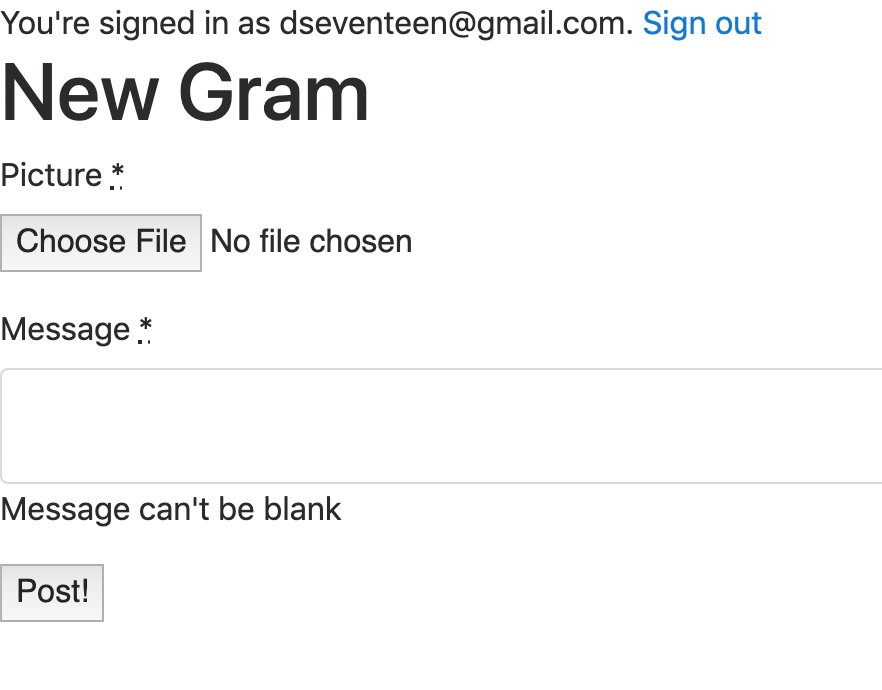 You're signed in as dseventeen@gmail.com. Sign out
New Gram
Picture *
Choose File No file chosen
Message *
Message can't be blank
Post!